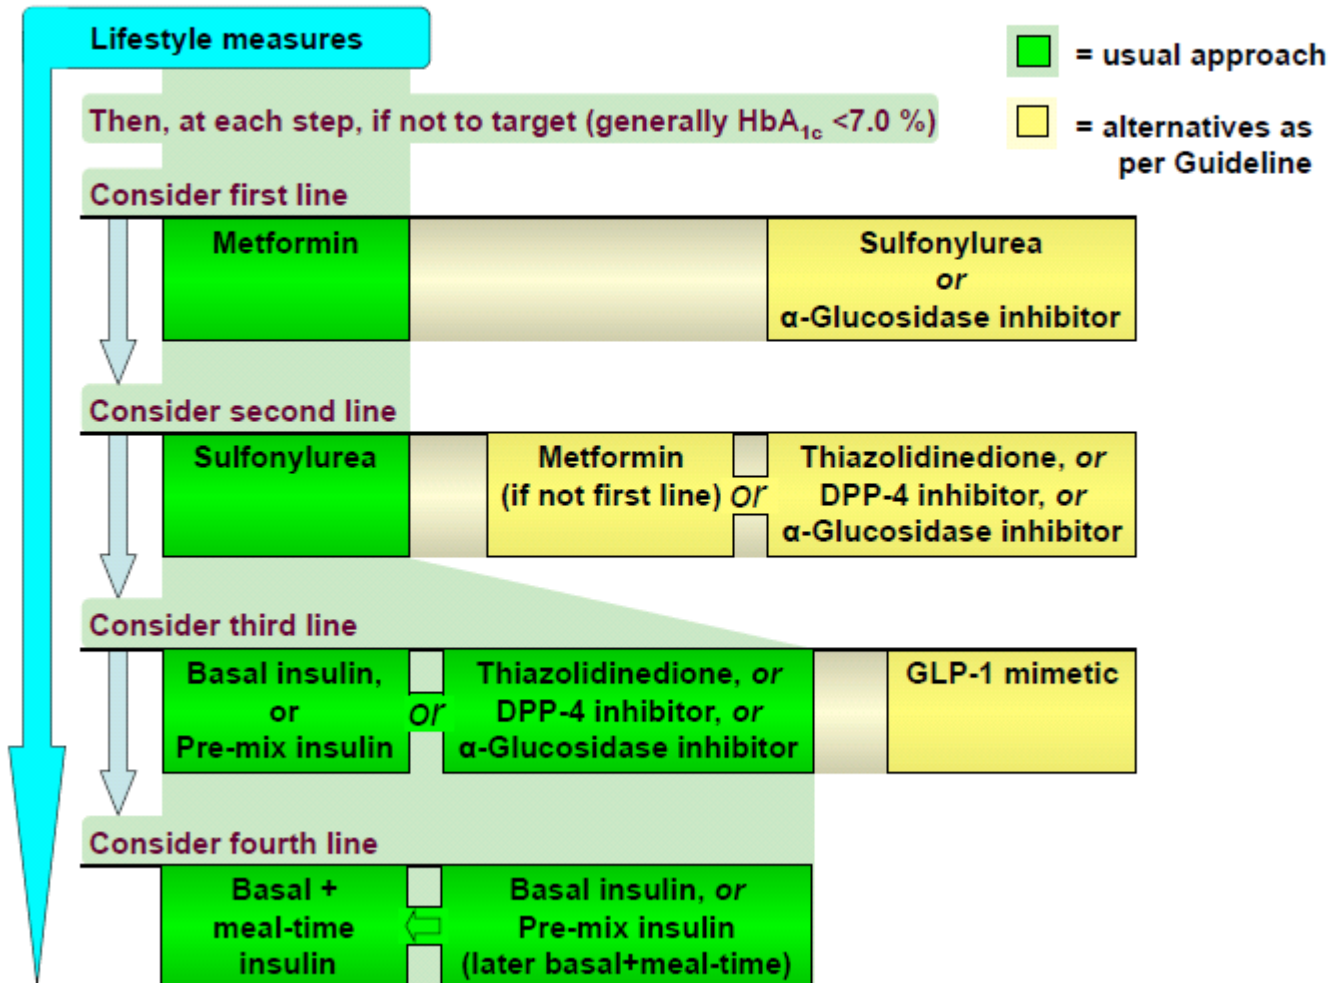 Lifestyle measures
= usual approach
= alternatives as
per Guideline
Then, at each step, if not to target (generally HbA1c <7.0 %)
Consider first line
Metformin
Sulfonylurea
or
α-Glucosidase inhibitor
Consider second line
Sulfonylurea
Metformin
(if not first line)
or
Thiazolidinedione, or
DPP-4 inhibitor, or
α-Glucosidase inhibitor
Consider third line
Basal insulin,
or
Pre-mix insulin
or
Thiazolidinedione, or
DPP-4 inhibitor, or
α-Glucosidase inhibitor
GLP-1 mimetic
Consider fourth line
Basal +
meal-time
insulin
Basal insulin, or
Pre-mix insulin
(later basal+meal-time)